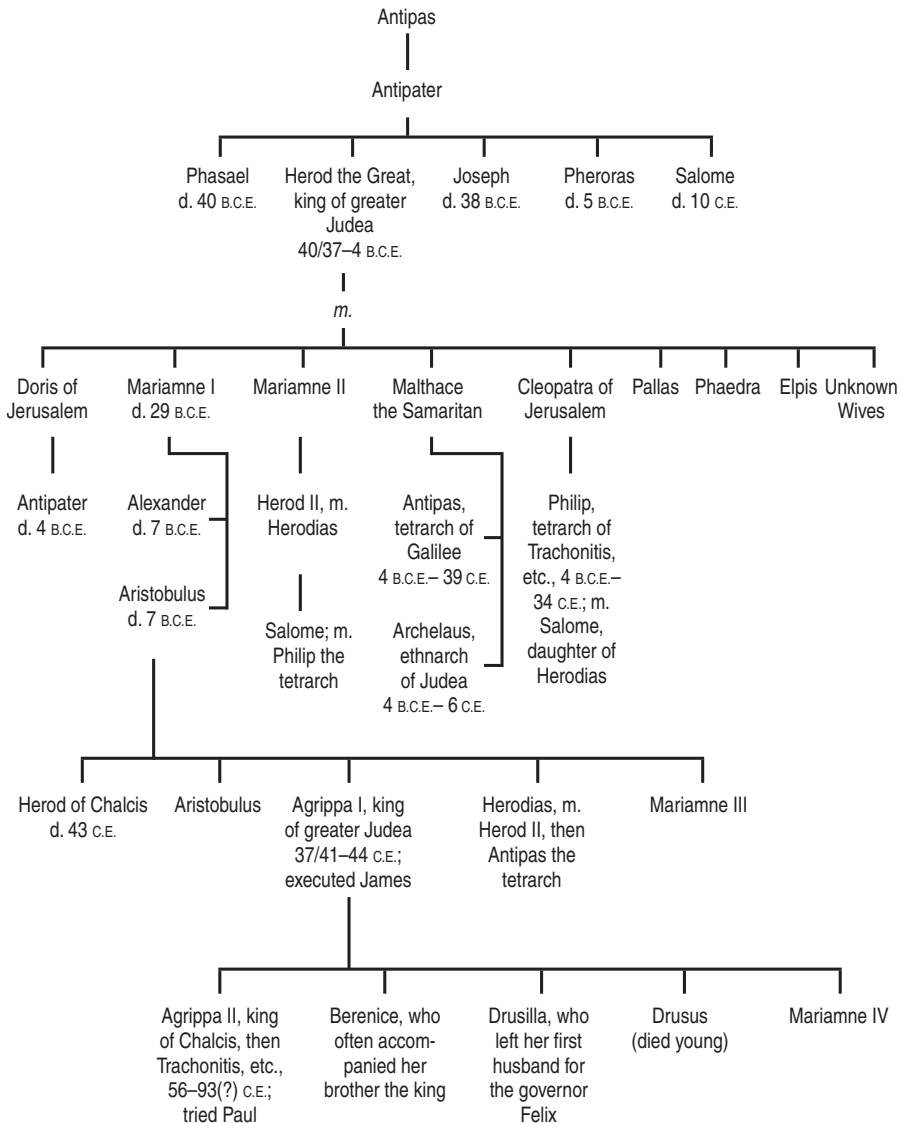 Antipas
Antipater
Phasael
d. 40 B.C.E.
Herod the Great,
king of greater
Judea
40/37–4 B.C.E.
Joseph
d. 38 B.C.E.
Pheroras
d. 5 B.C.E.
Salome
d. 10 C.E.
m.
Doris of
Jerusalem
Mariamne I
d. 29 B.C.E.
Mariamne II
Malthace
the Samaritan
Cleopatra of
Jerusalem
Pallas
Phaedra
Elpis
Unknown
Wives
Antipater
d. 4 B.C.E.
Alexander
d. 7 B.C.E.
Aristobulus
d. 7 B.C.E.
Herod II, m.
Herodias
Salome; m.
Philip the
tetrarch
Antipas,
tetrarch of
Galilee
4 B.C.E.– 39 C.E.
Archelaus,
ethnarch
of Judea
4 B.C.E.– 6 C.E.
Philip,
tetrarch of
Trachonitis,
etc., 4 B.C.E.–
34 C.E.; m.
Salome,
daughter of
Herodias
Herod of Chalcis
d. 43 C.E.
Aristobulus
Agrippa I, king
of greater Judea
37/41–44 C.E.;
executed James
Herodias, m.
Herod II, then
Antipas the
tetrarch
Mariamne III
Agrippa II, king
of Chalcis, then
Trachonitis, etc.,
56–93(?) C.E.;
tried Paul
Berenice, who
often accom-
panied her
brother the king
Drusilla, who
left her first
husband for
the governor
Felix
Drusus
(died young)
Mariamne IV